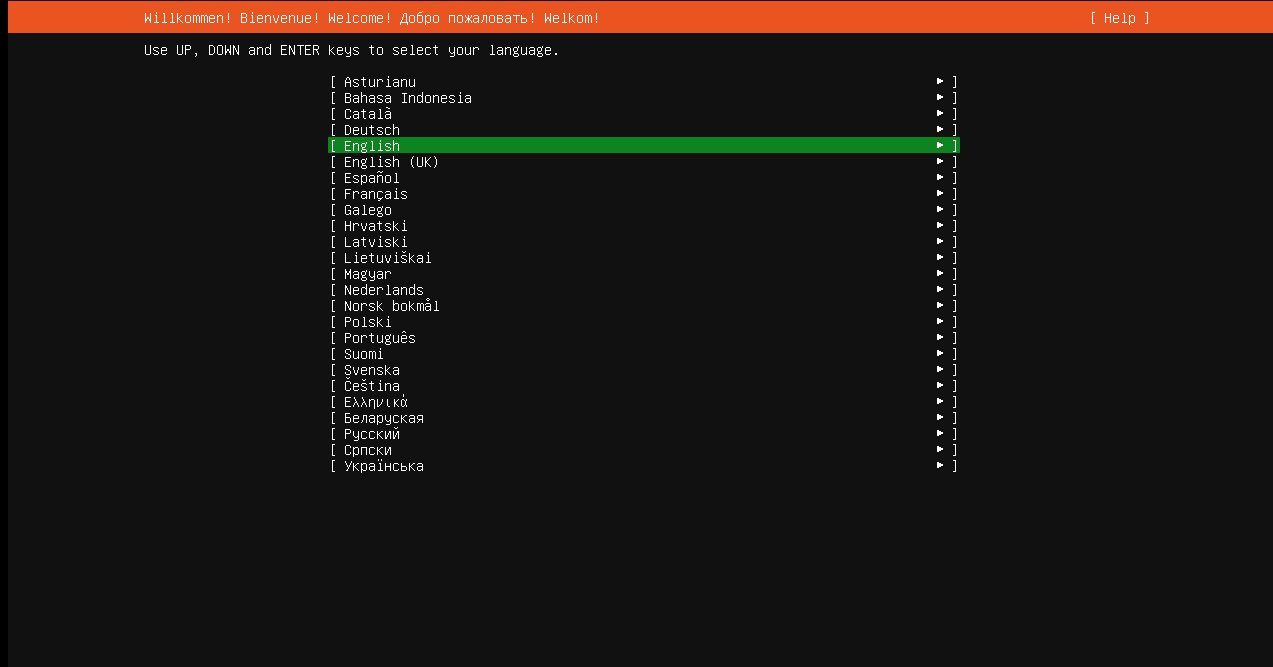 Willkommen! Bienvenue! Welcome! Добро пожаловать! Welkom! [ Help ]
Use UP, DOWN and ENTER keys to select your language.
[ Asturianu ▸ ]
[ Bahasa Indonesia ▸ ]
[ Català ▸ ]
[ Deutsch ▸ ]
[ English ▸ ]
[ English (UK) ▸ ]
[ Español ▸ ]
[ Français ▸ ]
[ Galego ▸ ]
[ Hrvatski ▸ ]
[ Latviski ▸ ]
[ Lietuviškai ▸ ]
[ Magyar ▸ ]
[ Nederlands ▸ ]
[ Norsk bokmål ▸ ]
[ Polski ▸ ]
[ Português ▸ ]
[ Suomi ▸ ]
[ Svenska ▸ ]
[ Čeština ▸ ]
[ Ελληνικά ▸ ]
[ Беларуская ▸ ]
[ Русский ▸ ]
[ Српски ▸ ]
[ Українська ▸ ]